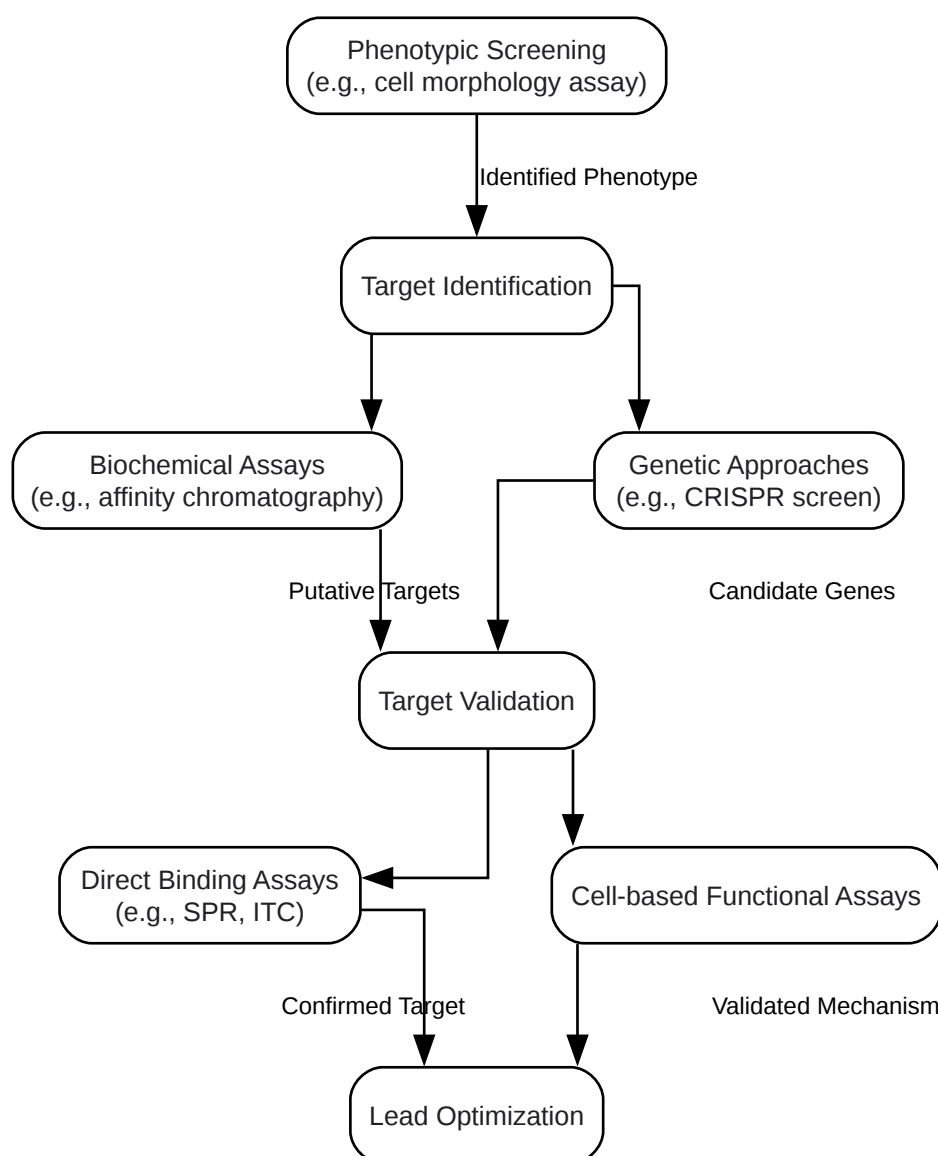 Phenotypic Screening
(e.g., cell morphology assay)
Identified Phenotype
Target Identification
Biochemical Assays
(e.g., affinity chromatography)
Genetic Approaches
(e.g., CRISPR screen)
Putative Targets
Candidate Genes
Target Validation
Direct Binding Assays
(e.g., SPR, ITC)
Cell-based Functional Assays
Confirmed Target
Validated Mechanism
Lead Optimization